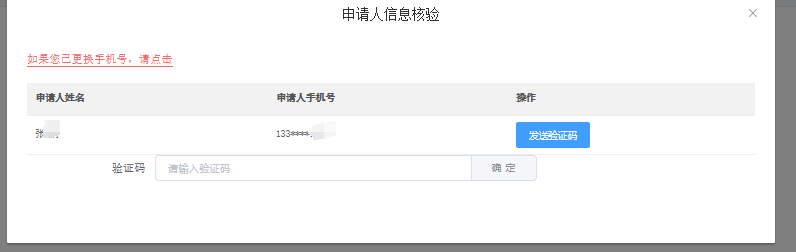 申请人信息核验
如果您已更换手机号，请点击
申请人姓名 申请人手机号 操作
张 133**** 发送验证码
验证码 请输入验证码 确 定